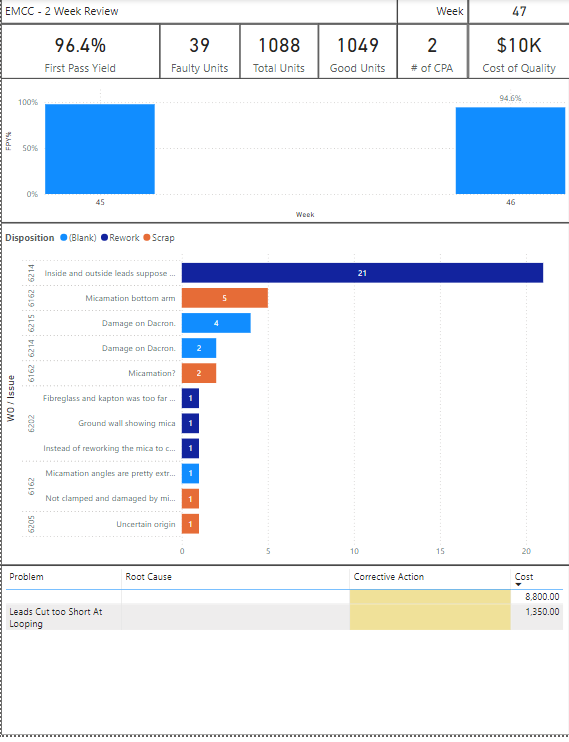 EMCC - 2 Week Review
Week
47
96.4%
First Pass Yield
39
Faulty Units
1088
Total Units
1049
Good Units
2
# of CPA
$10K
Cost of Quality
FPY%
100%
50%
0%
94.6%
45
46
Week
Disposition (Blank) Rework Scrap
WO / Issue
6214
Inside and outside leads suppose ...
21
6162
Micamation bottom arm
5
6215
Damage on Dacron.
4
6214
Damage on Dacron.
2
6162
Micamation?
2
6202
Fibreglass and kapton was too far ...
1
Ground wall showing mica
1
Instead of reworking the mica to c...
1
6162
Micamation angles are pretty extr...
1
Not clamped and damaged by mi...
1
6205
Uncertain origin
1
0 5 10 15 20
Problem Root Cause Corrective Action Cost
8,800.00
Leads Cut too Short At 1,350.00
Looping